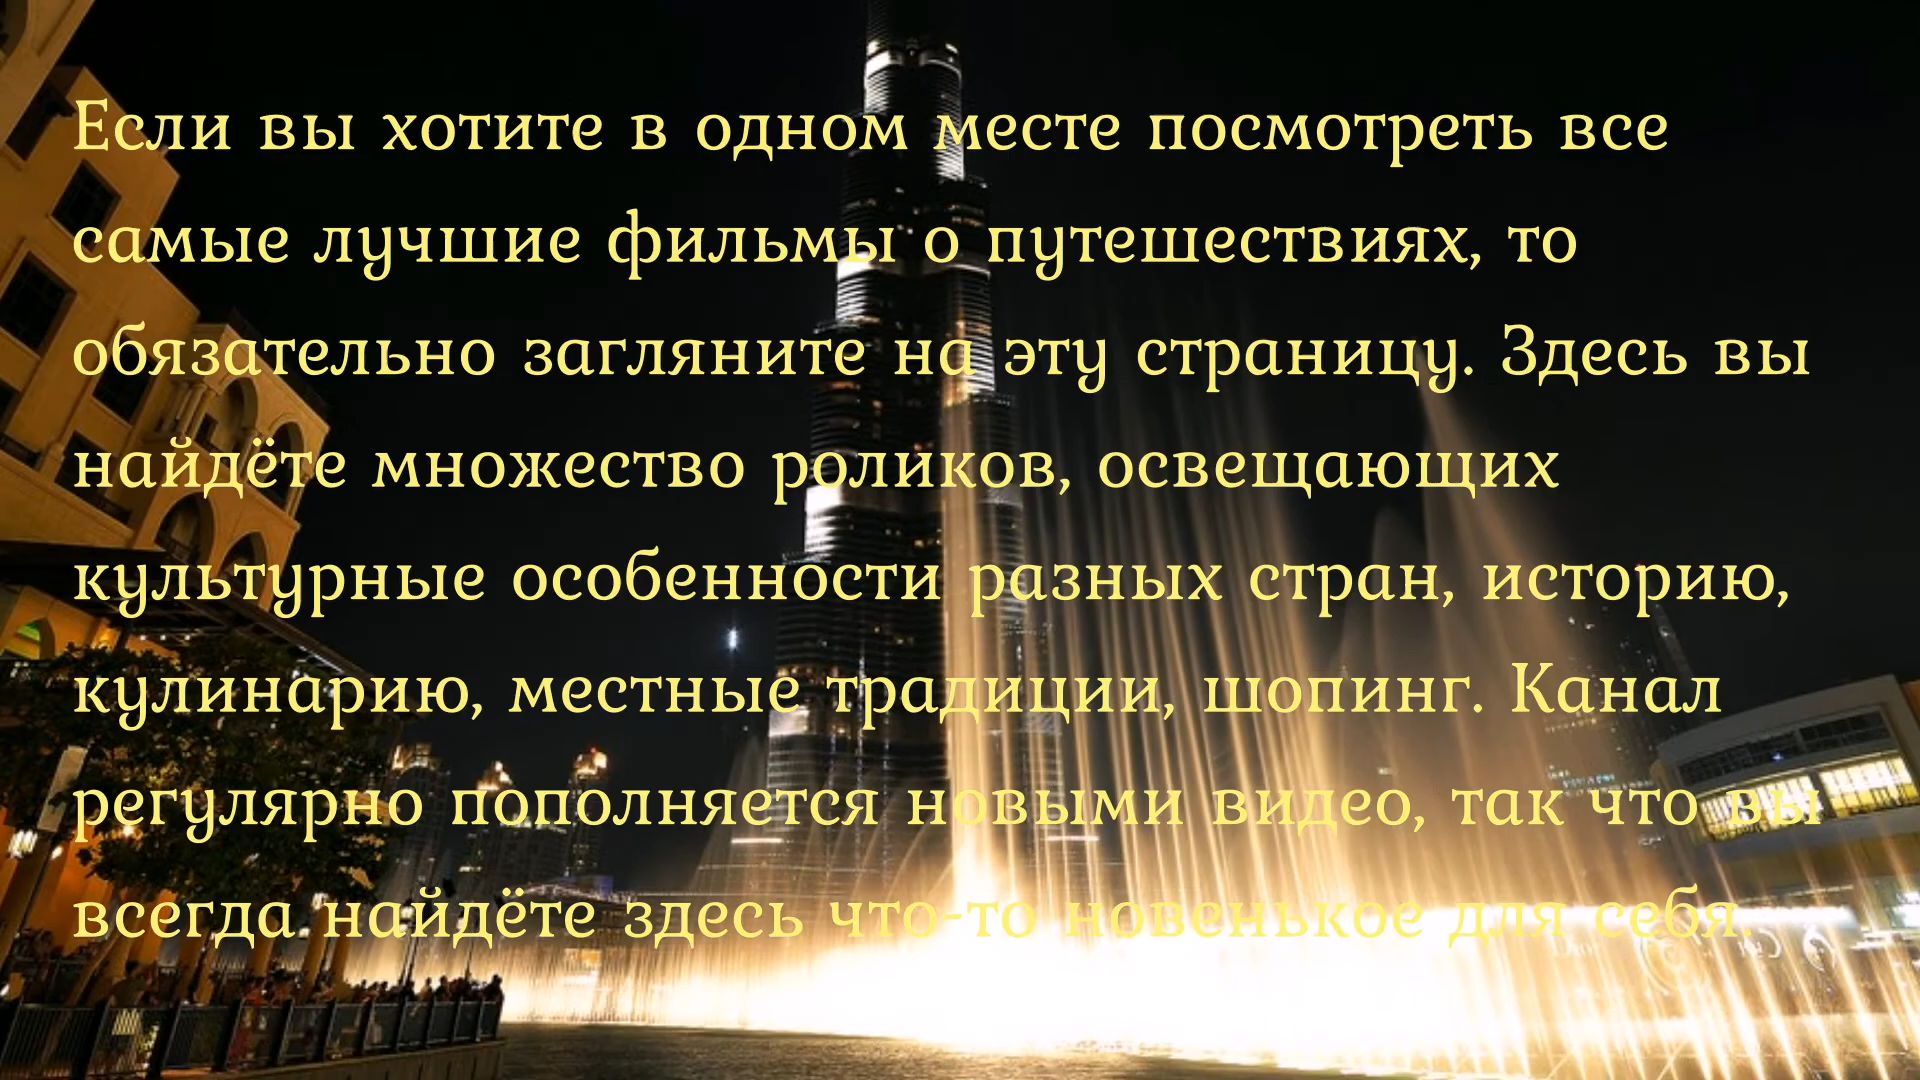 Если вы хотите в одном месте посмотреть все
самые лучшие фильмы о путешествиях, то
обязательно загляните на эту страницу. Здесь вы
найдёте множество роликов, освещающих
культурные особенности разных стран, историю,
кулинарию, местные традиции, шопинг. Канал
регулярно пополняется новыми видео, так что вы
всегда найдёте здесь что-то новенькое для себя.